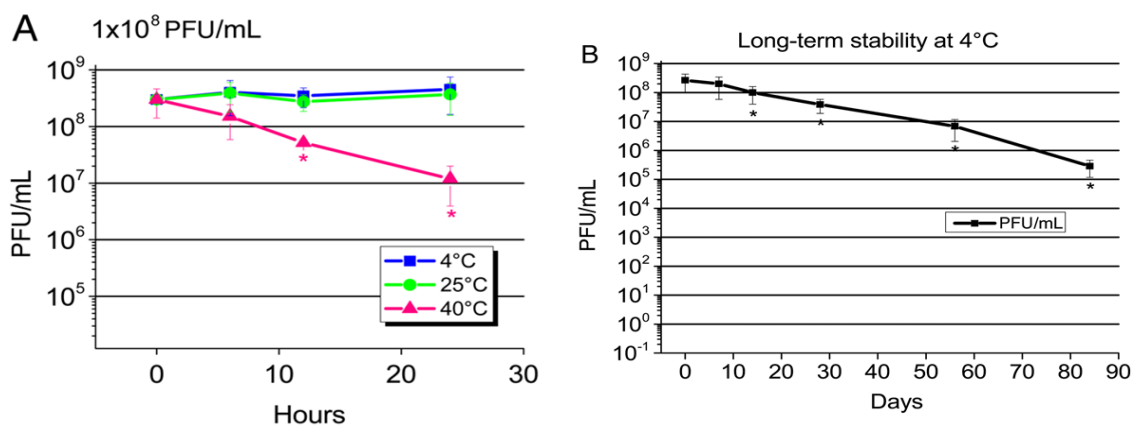 A
1x10⁸ PFU/mL
10⁹
10⁸
10⁷
10⁶
10⁵
PFU/mL
0
10
20
30
Hours
4°C
25°C
40°C
*
*
B
Long-term stability at 4°C
10⁹
10⁸
10⁷
10⁶
10⁵
10⁴
10³
10²
10¹
10⁰
10⁻¹
PFU/mL
0 10 20 30 40 50 60 70 80 90
Days
PFU/mL
*
*
*
*